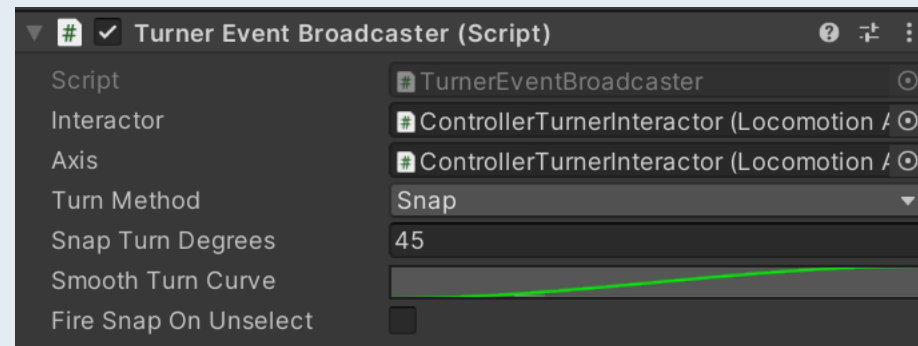 Turner Event Broadcaster (Script)
Script TurnerEventBroadcaster
Interactor ControllerTurnerInteractor (Locomotion A
Axis ControllerTurnerInteractor (Locomotion A
Turn Method Snap
Snap Turn Degrees 45
Smooth Turn Curve
Fire Snap On Unselect